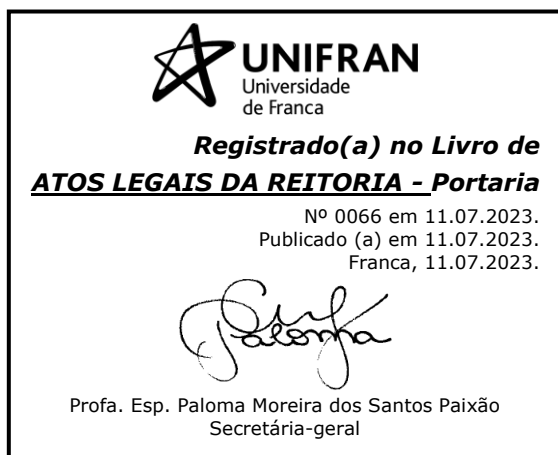 UNIFRAN
Universidade
de Franca
Registrado(a) no Livro de
ATOS LEGAIS DA REITORIA - Portaria
Nº 0066 em 11.07.2023.
Publicado (a) em 11.07.2023.
Franca, 11.07.2023.
Paloma
Profa. Esp. Paloma Moreira dos Santos Paixão
Secretária-geral